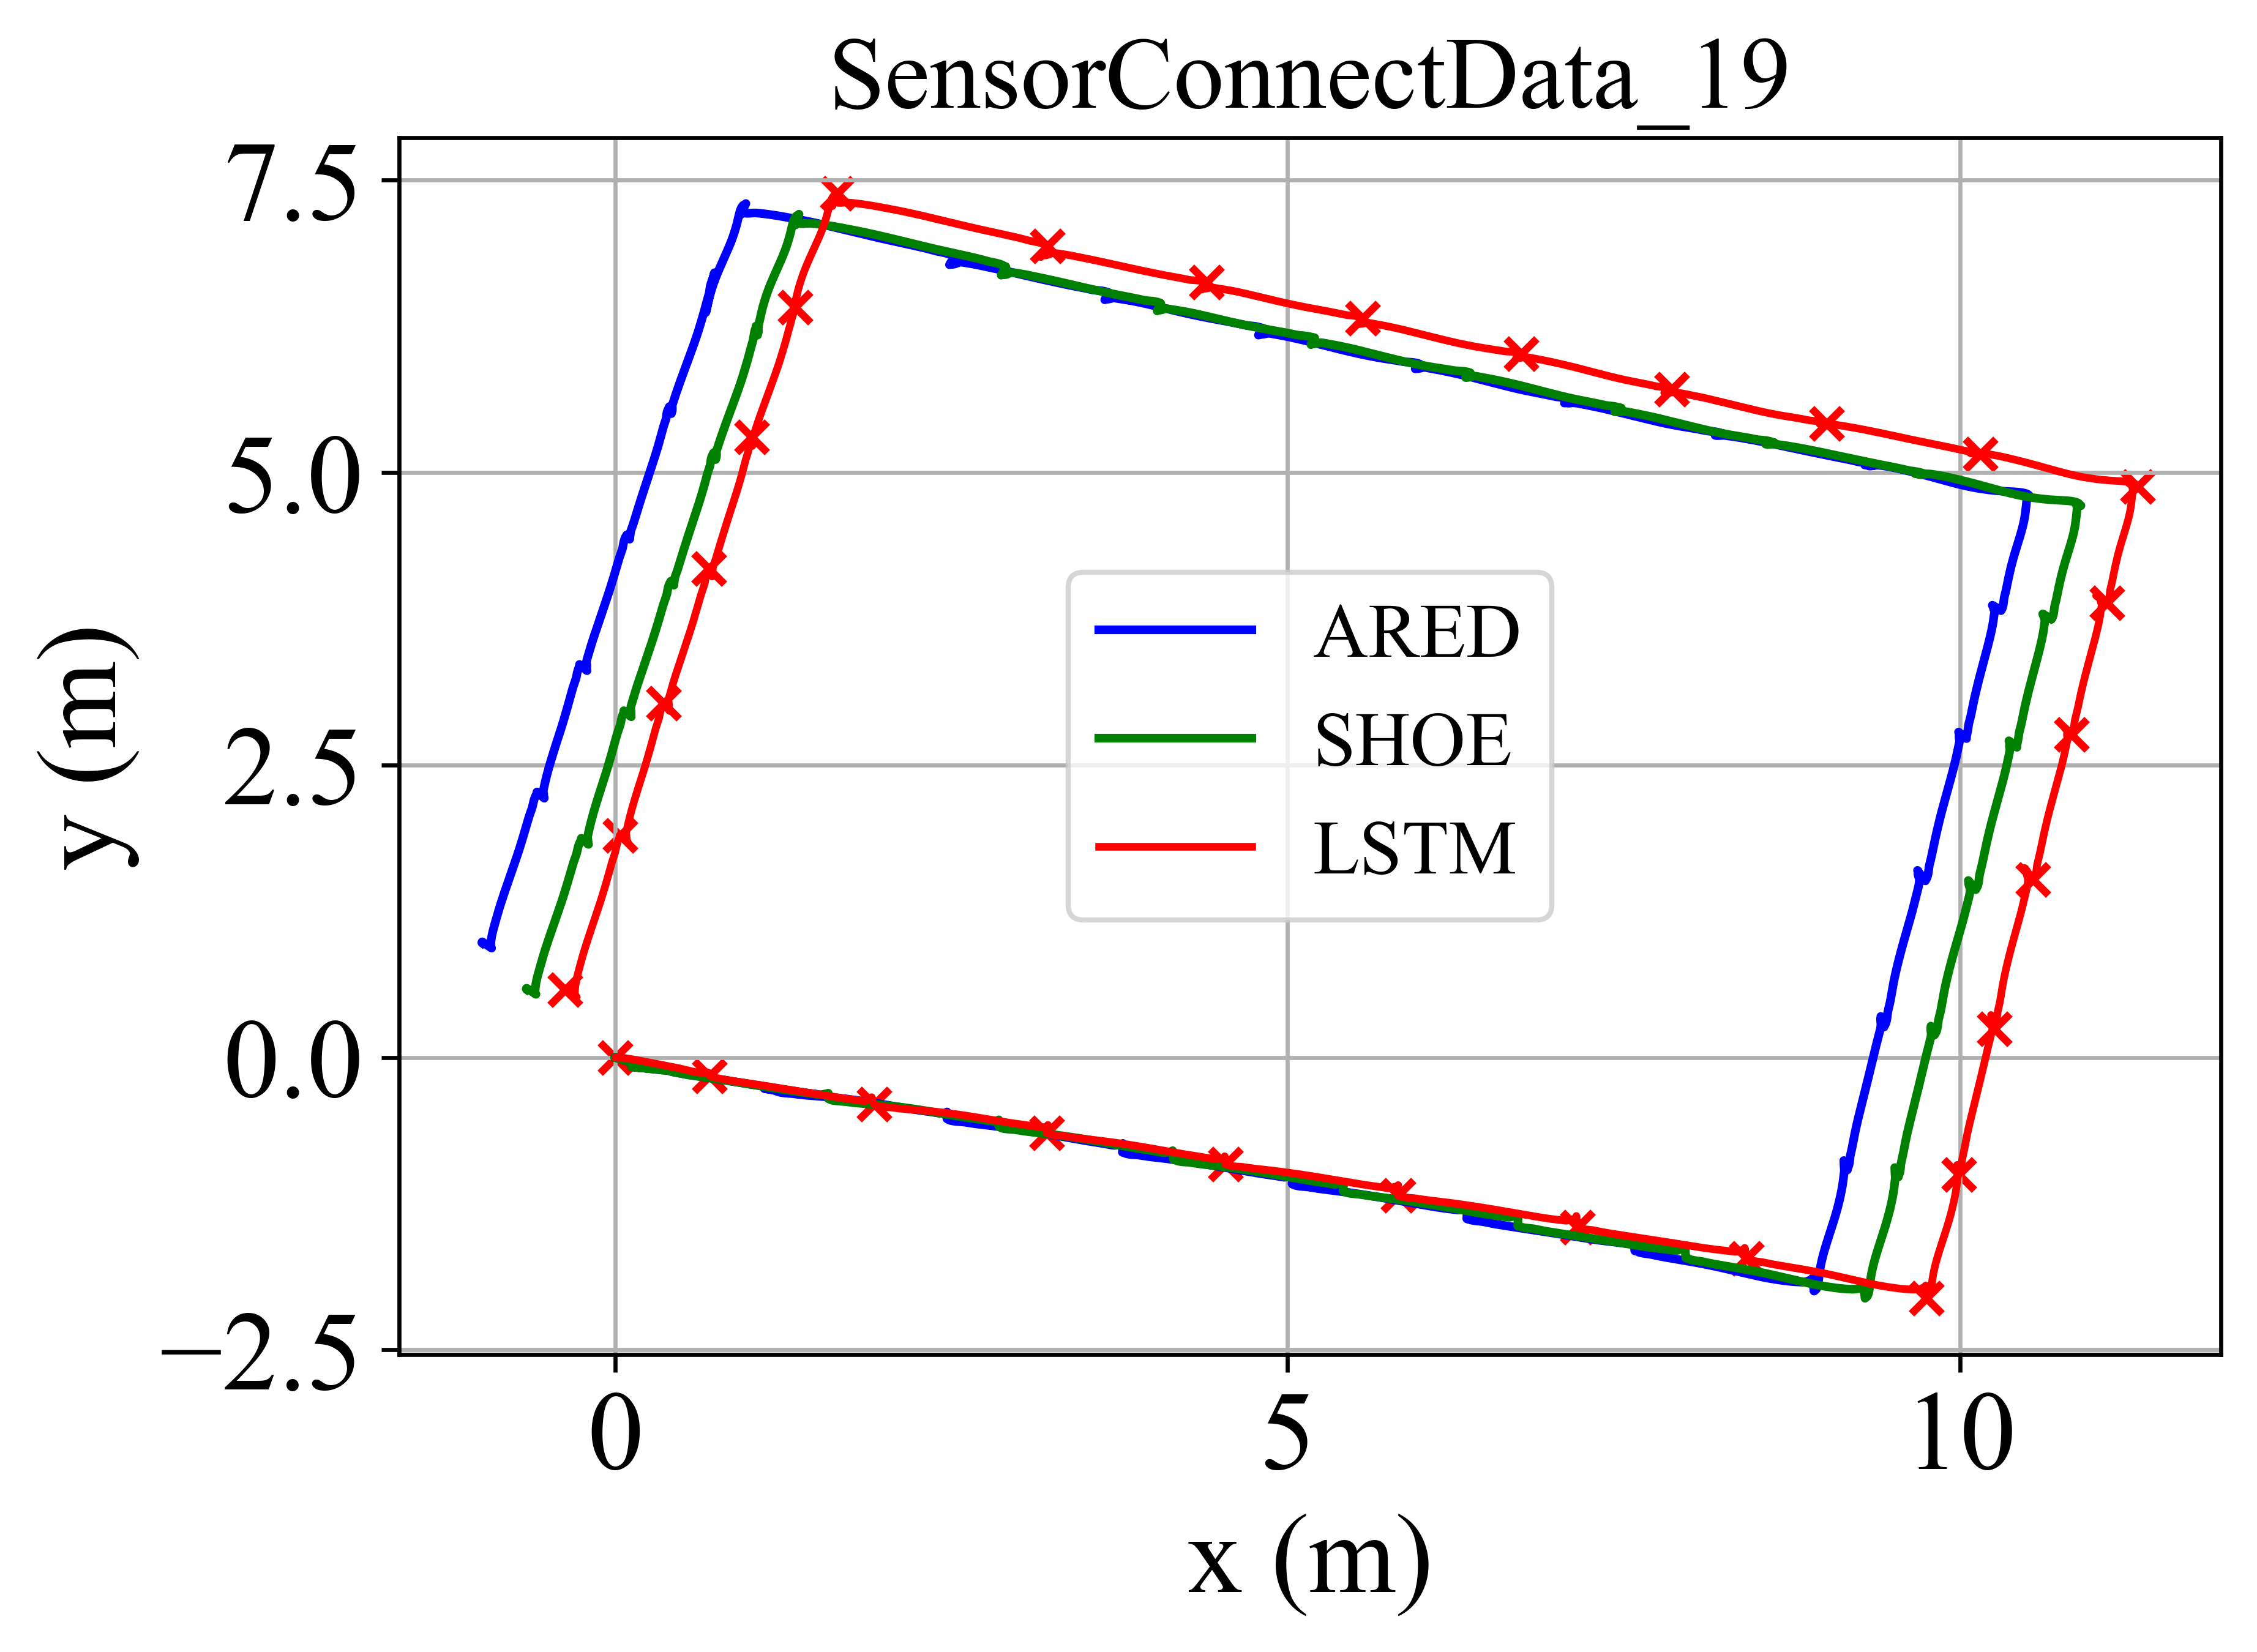 SensorConnectData_19
7.5
5.0
2.5
0.0
−2.5
y (m)
ARED
SHOE
LSTM
0 5 10
x (m)